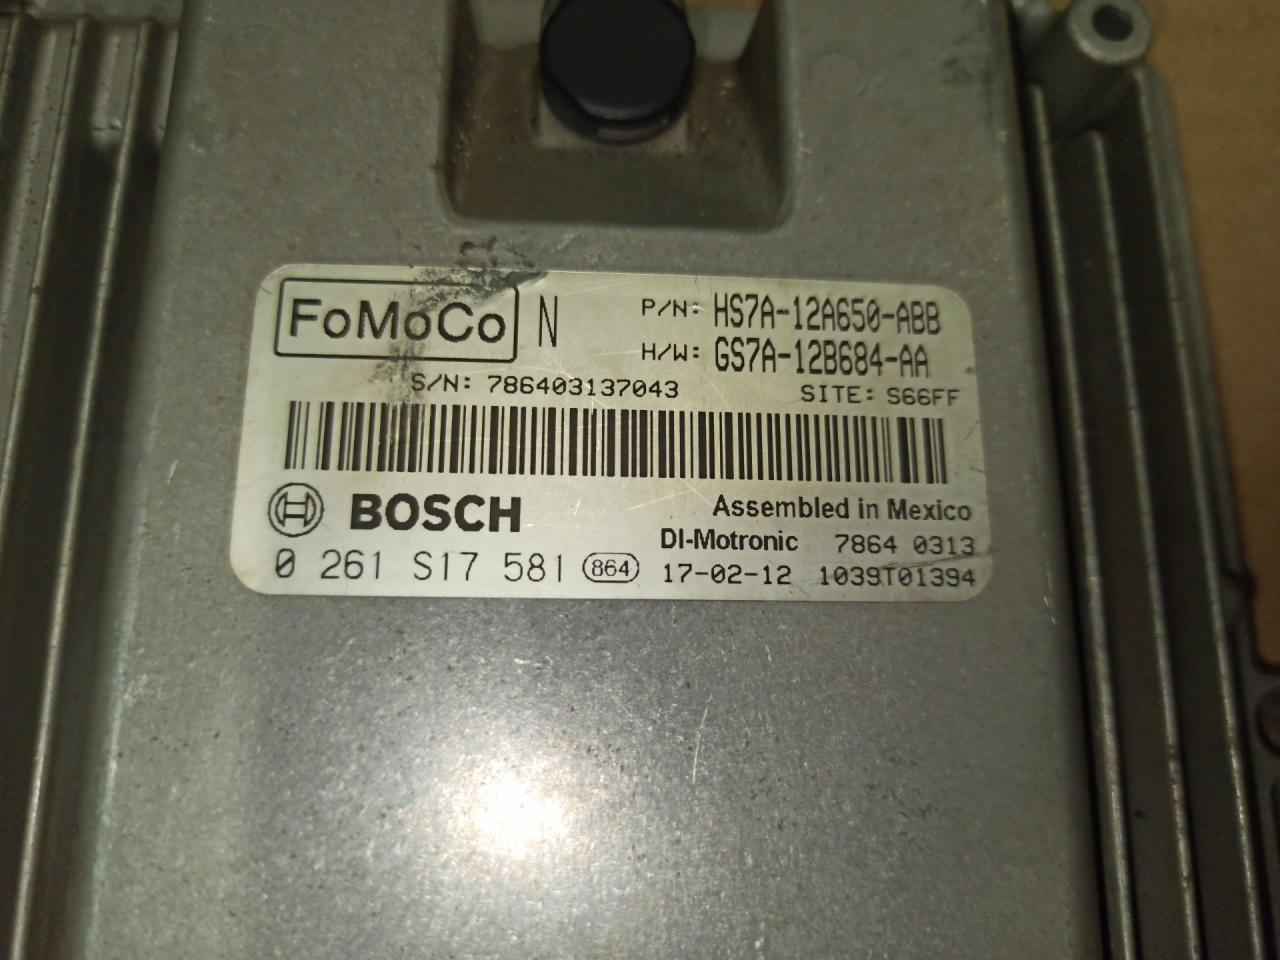 FoMoCo N P/N: HS7A-12A650-ABB
H/W: GS7A-12B684-AA
S/N: 786403137043 SITE: S66FF
BOSCH Assembled in Mexico
DI-Motronic 7864 0313
0 261 S17 581 864 17-02-12 1039T01394